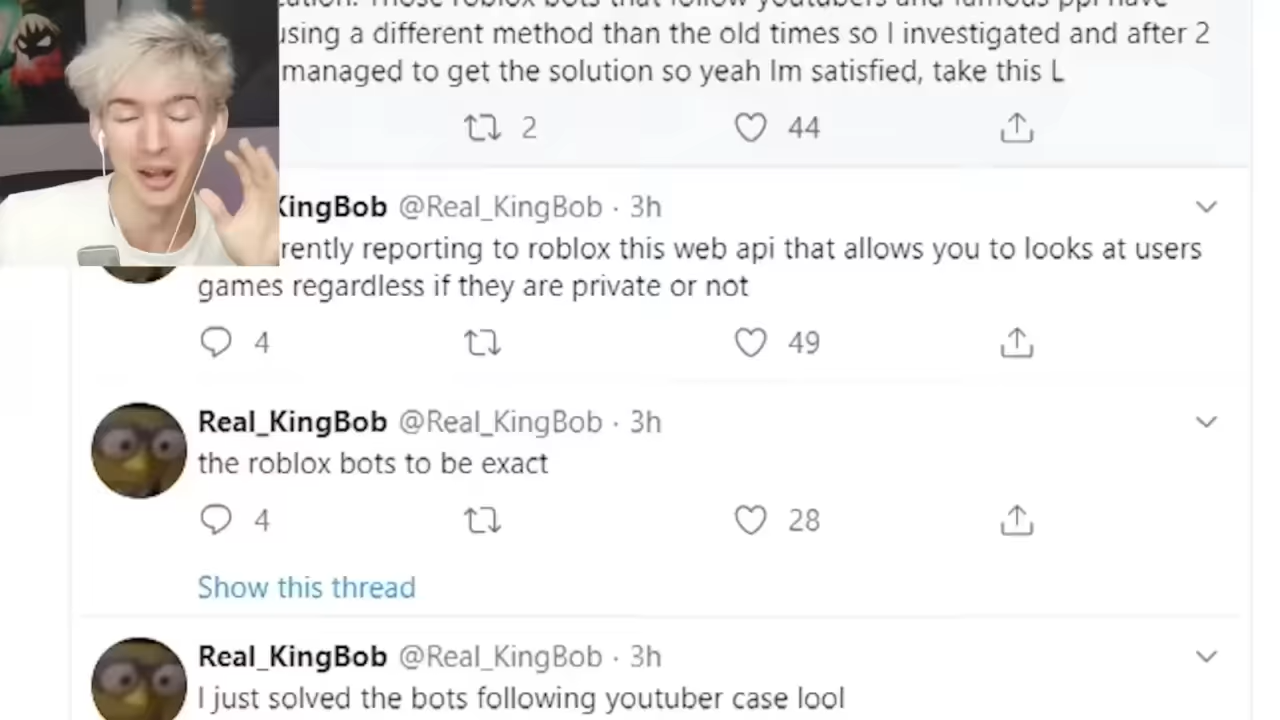 using a different method than the old times so I investigated and after 2
managed to get the solution so yeah Im satisfied, take this L
2 44
KingBob @Real_KingBob · 3h
rently reporting to roblox this web api that allows you to looks at users
games regardless if they are private or not
4 49
Real_KingBob @Real_KingBob · 3h
the roblox bots to be exact
4 28
Show this thread
Real_KingBob @Real_KingBob · 3h
I just solved the bots following youtuber case lool